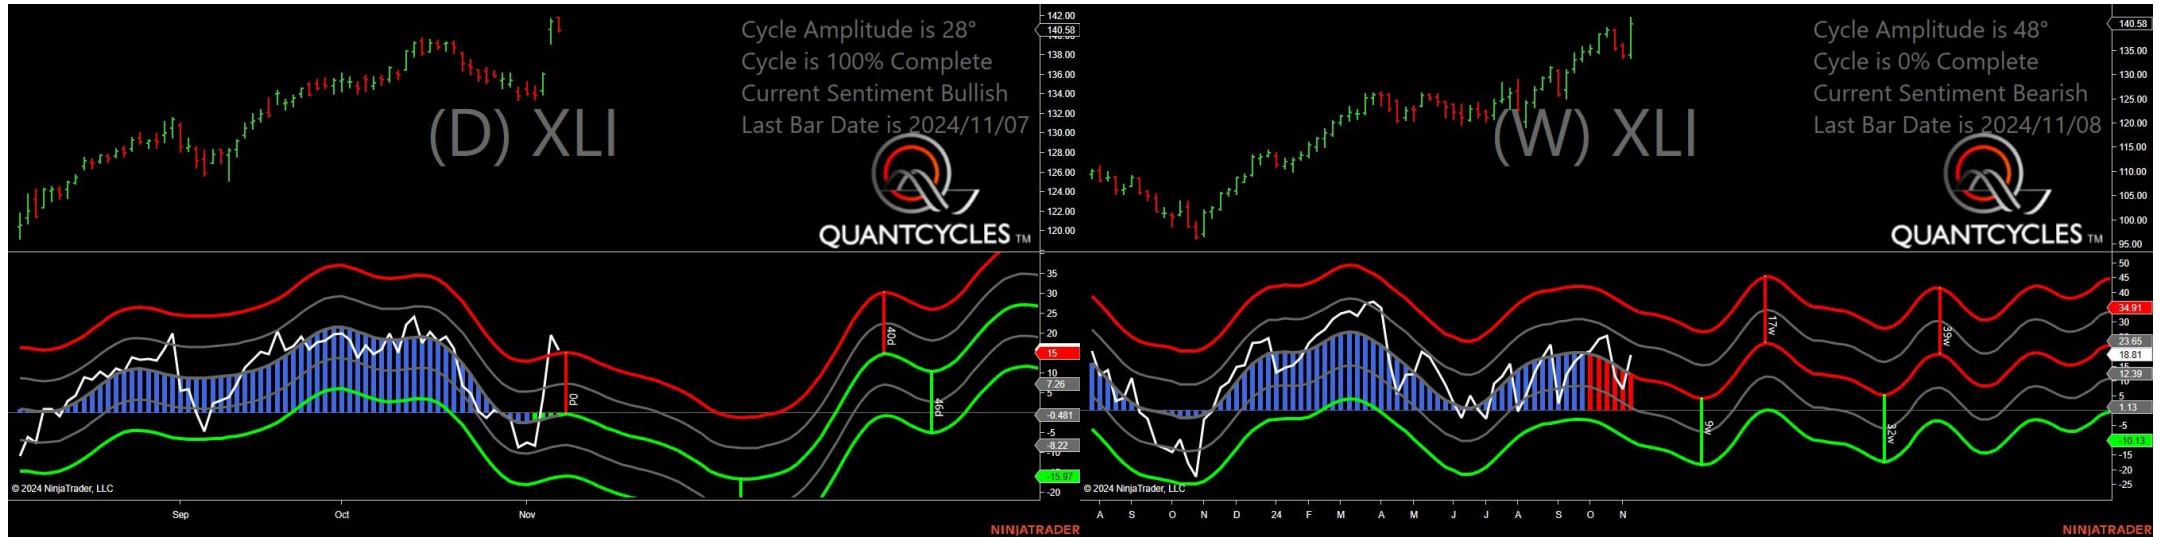 Cycle Amplitude is 28°
Cycle is 100% Complete
Current Sentiment Bullish
Last Bar Date is 2024/11/07
(D) XLI
QUANTCYCLES TM
142.00
140.58
138.00
136.00
134.00
132.00
130.00
128.00
126.00
124.00
122.00
120.00
35
30
25
20
15
10
7.26
5
-0.481
-5
-8.22
-15.97
-20
0d
40d
46d
© 2024 NinjaTrader, LLC
Sep
Oct
Nov
NINJATRADER
Cycle Amplitude is 48°
Cycle is 0% Complete
Current Sentiment Bearish
Last Bar Date is 2024/11/08
(W) XLI
QUANTCYCLES TM
140.58
135.00
130.00
125.00
120.00
115.00
110.00
105.00
100.00
95.00
50
45
40
34.91
30
23.65
18.81
12.39
5
1.13
-5
-10.13
-15
-20
-25
9w
17w
32w
39w
© 2024 NinjaTrader, LLC
A S O N D 24 F M A M J J A S O N
NINJATRADER